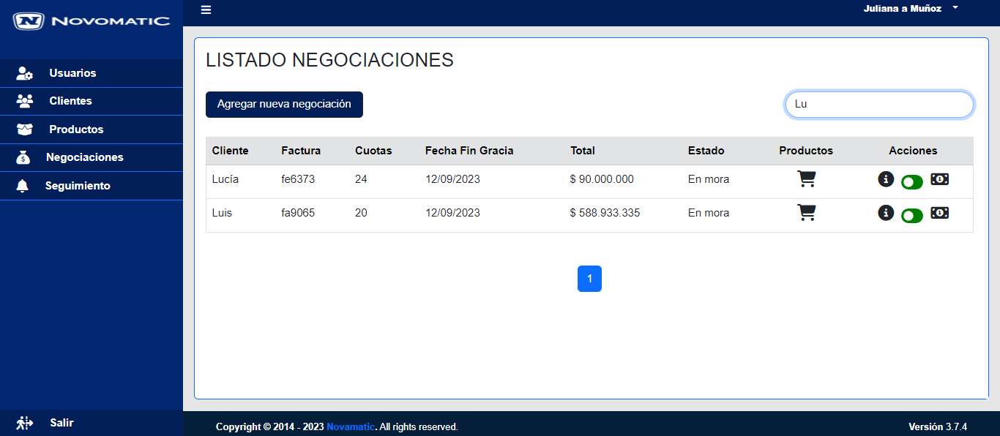 NOVOMATIC
Juliana a Muñoz
Usuarios
Clientes
Productos
Negociaciones
Seguimiento
Salir
LISTADO NEGOCIACIONES
Agregar nueva negociación
Lu
Cliente Factura Cuotas Fecha Fin Gracia Total Estado Productos Acciones
Lucía fe6373 24 12/09/2023 $ 90.000.000 En mora
Luis fa9065 20 12/09/2023 $ 588.933.335 En mora
1
Copyright © 2014 - 2023 Novamatic. All rights reserved.
Versión 3.7.4